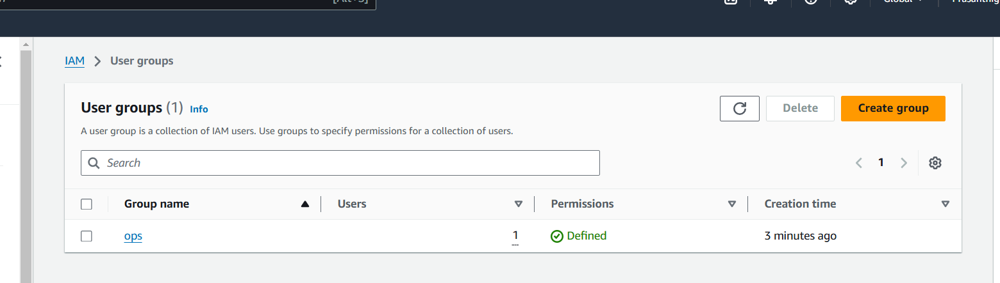 [Alt+S]
Global
IAM > User groups
User groups (1) Info
Refresh Delete Create group
A user group is a collection of IAM users. Use groups to specify permissions for a collection of users.
Search
1
Group name Users Permissions Creation time
ops 1 Defined 3 minutes ago